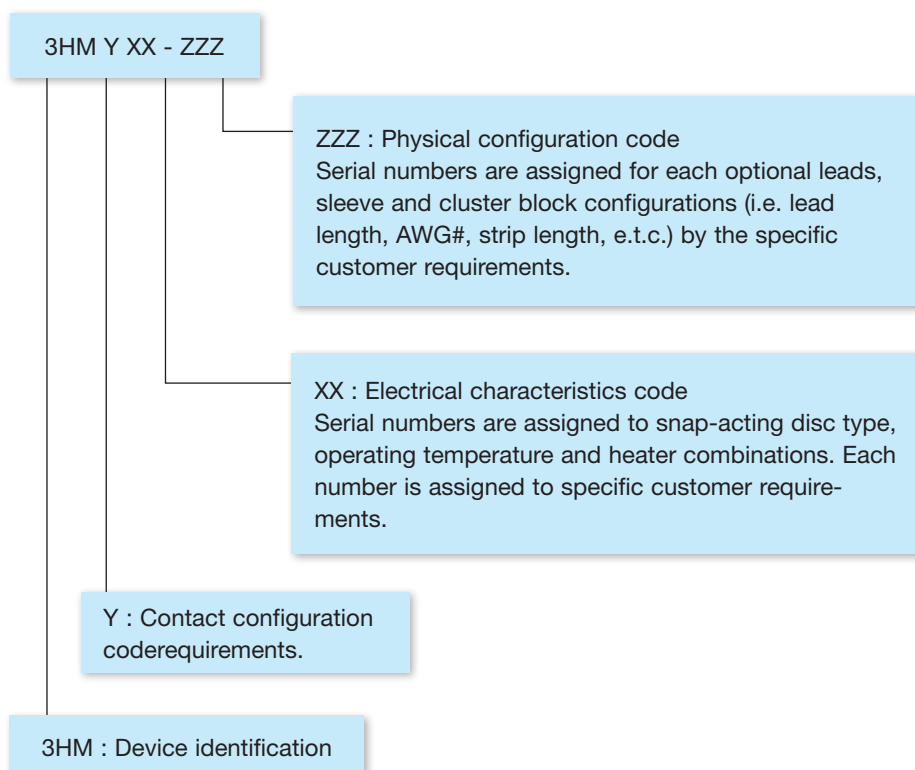 3HM Y XX - ZZZ
ZZZ : Physical configuration code
Serial numbers are assigned for each optional leads,
sleeve and cluster block configurations (i.e. lead
length, AWG#, strip length, e.t.c.) by the specific
customer requirements.
XX : Electrical characteristics code
Serial numbers are assigned to snap-acting disc type,
operating temperature and heater combinations. Each
number is assigned to specific customer require-
ments.
Y : Contact configuration
coderequirements.
3HM : Device identification